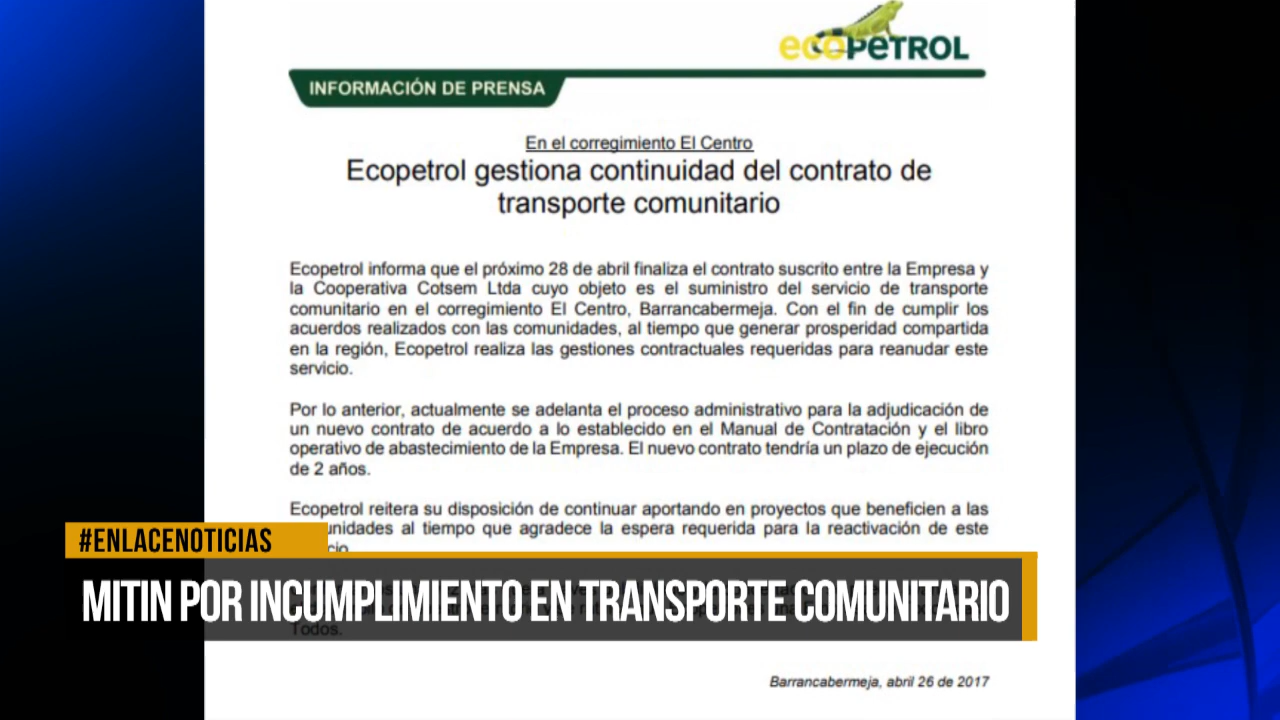 ecopetrol
INFORMACIÓN DE PRENSA
En el corregimiento El Centro
Ecopetrol gestiona continuidad del contrato de
transporte comunitario
Ecopetrol informa que el próximo 28 de abril finaliza el contrato suscrito entre la Empresa y
la Cooperativa Cotsem Ltda cuyo objeto es el suministro del servicio de transporte
comunitario en el corregimiento El Centro, Barrancabermeja. Con el fin de cumplir los
acuerdos realizados con las comunidades, al tiempo que generar prosperidad compartida
en la región, Ecopetrol realiza las gestiones contractuales requeridas para reanudar este
servicio.
Por lo anterior, actualmente se adelanta el proceso administrativo para la adjudicación de
un nuevo contrato de acuerdo a lo establecido en el Manual de Contratación y el libro
operativo de abastecimiento de la Empresa. El nuevo contrato tendría un plazo de ejecución
de 2 años.
Ecopetrol reitera su disposición de continuar aportando en proyectos que beneficien a las
unidades al tiempo que agradece la espera requerida para la reactivación de este
#ENLACENOTICIAS
MITIN POR INCUMPLIMIENTO EN TRANSPORTE COMUNITARIO
Todos.
Barrancabermeja, abril 26 de 2017